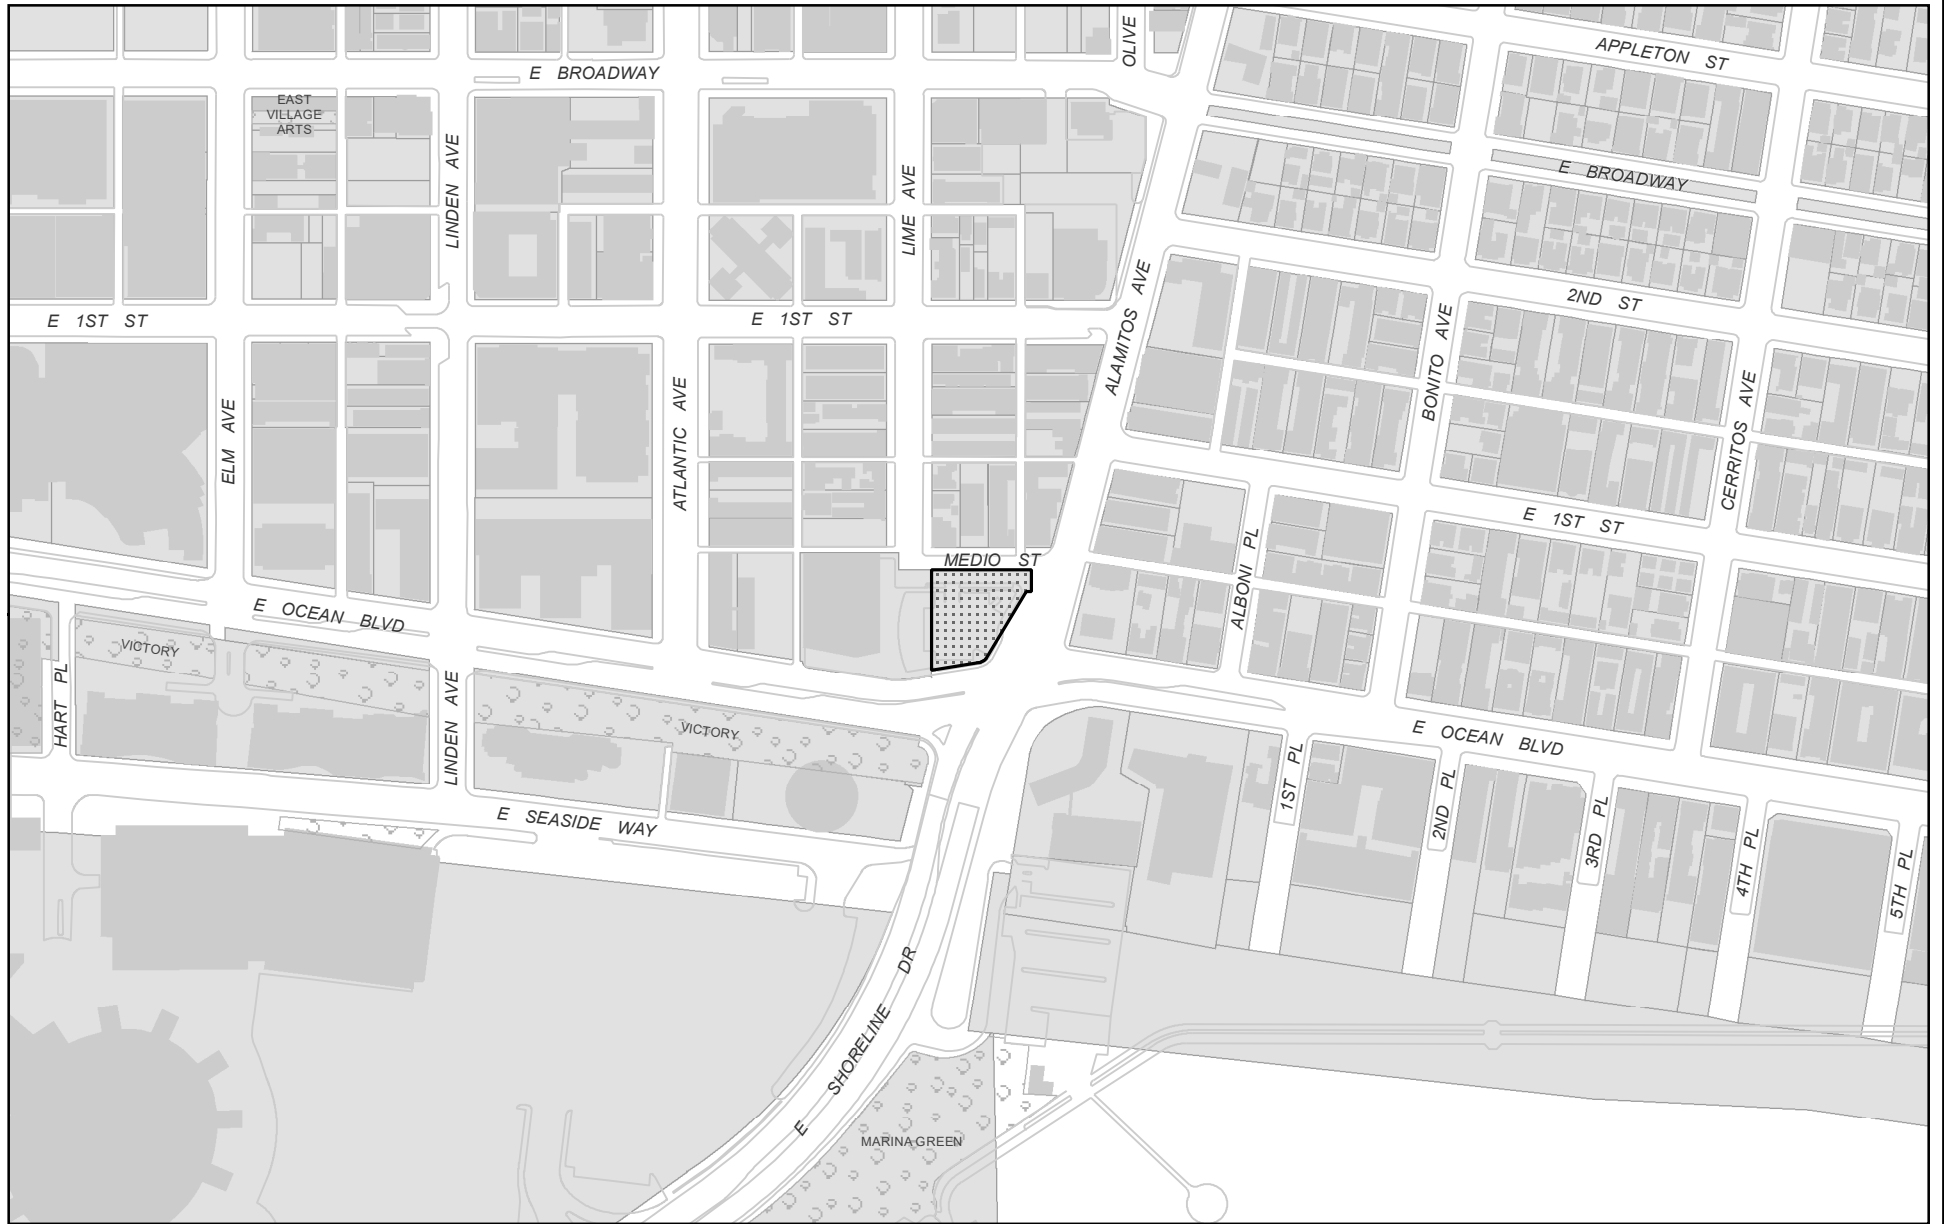 OLIVE
APPLETON ST
E BROADWAY
EAST
VILLAGE
ARTS
LINDEN AVE
LIME AVE
E BROADWAY
ALAMITOS AVE
2ND ST
E 1ST ST
E 1ST ST
BONITO AVE
CERRITOS AVE
ELM AVE
ATLANTIC AVE
E 1ST ST
MEDIO ST
ALBONI PL
E OCEAN BLVD
VICTORY
HART PL
LINDEN AVE
VICTORY
E OCEAN BLVD
1ST PL
2ND PL
3RD PL
4TH PL
5TH PL
E SEASIDE WAY
E SHORELINE DR
MARINA GREEN